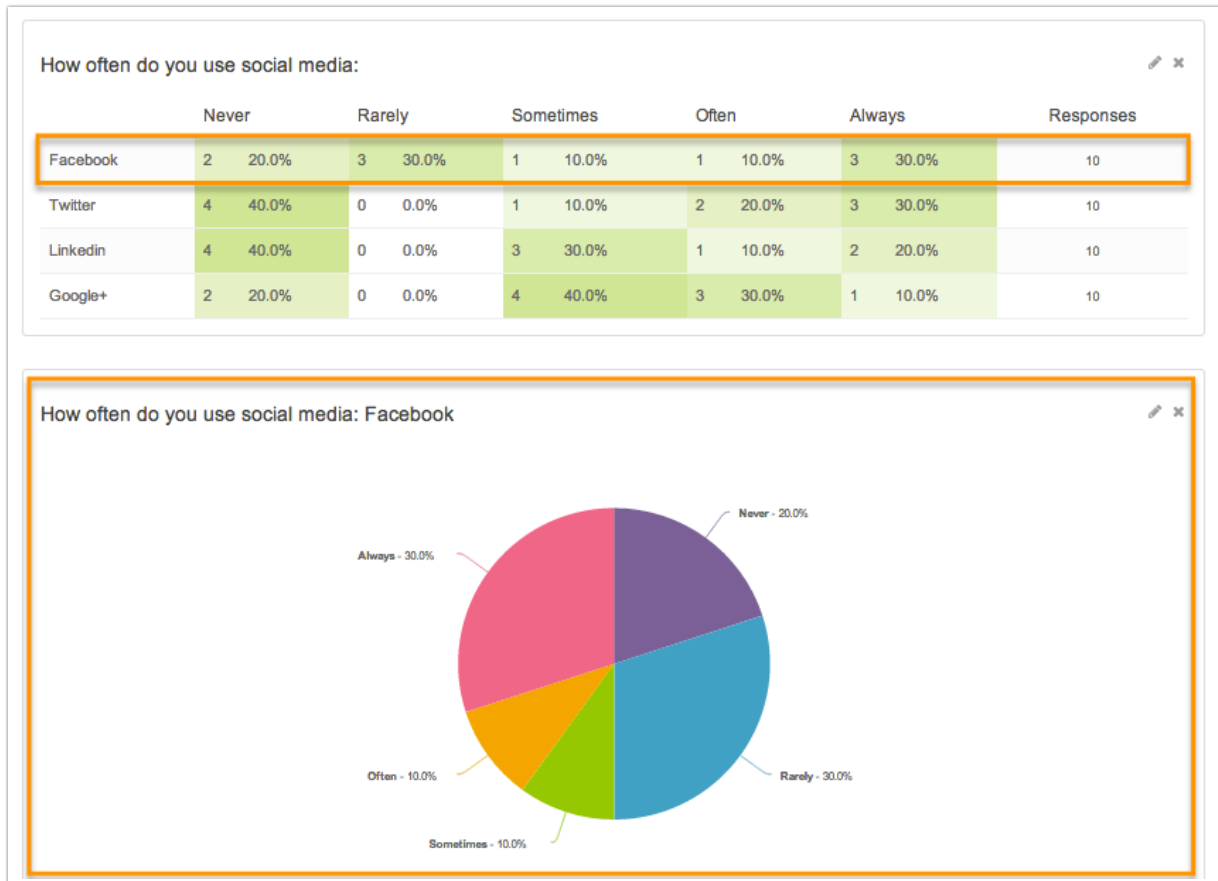 How often do you use social media:
Never Rarely Sometimes Often Always Responses
Facebook 2 20.0% 3 30.0% 1 10.0% 1 10.0% 3 30.0% 10
Twitter 4 40.0% 0 0.0% 1 10.0% 2 20.0% 3 30.0% 10
Linkedin 4 40.0% 0 0.0% 3 30.0% 1 10.0% 2 20.0% 10
Google+ 2 20.0% 0 0.0% 4 40.0% 3 30.0% 1 10.0% 10
How often do you use social media: Facebook
Never - 20.0%
Always - 30.0%
Often - 10.0%
Rarely - 30.0%
Sometimes - 10.0%